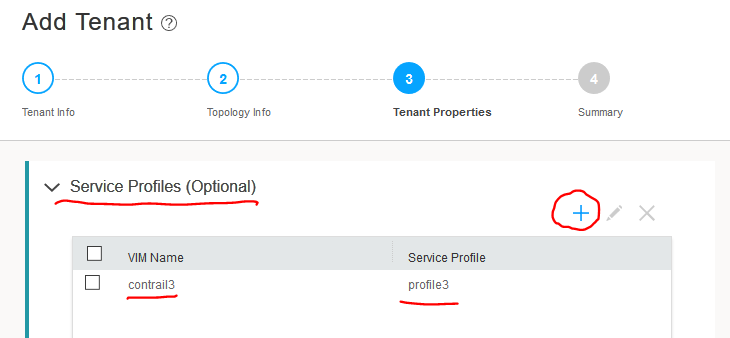 Add Tenant ?
1 2 3 4
Tenant Info Topology Info Tenant Properties Summary
Service Profiles (Optional)
VIM Name Service Profile
contrail3 profile3